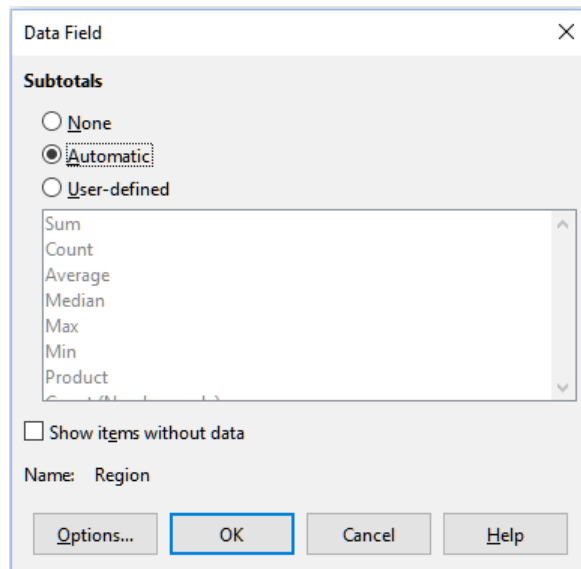 Data Field
Subtotals
None
Automatic
User-defined
Sum
Count
Average
Median
Max
Min
Product
Show items without data
Name: Region
Options... OK Cancel Help